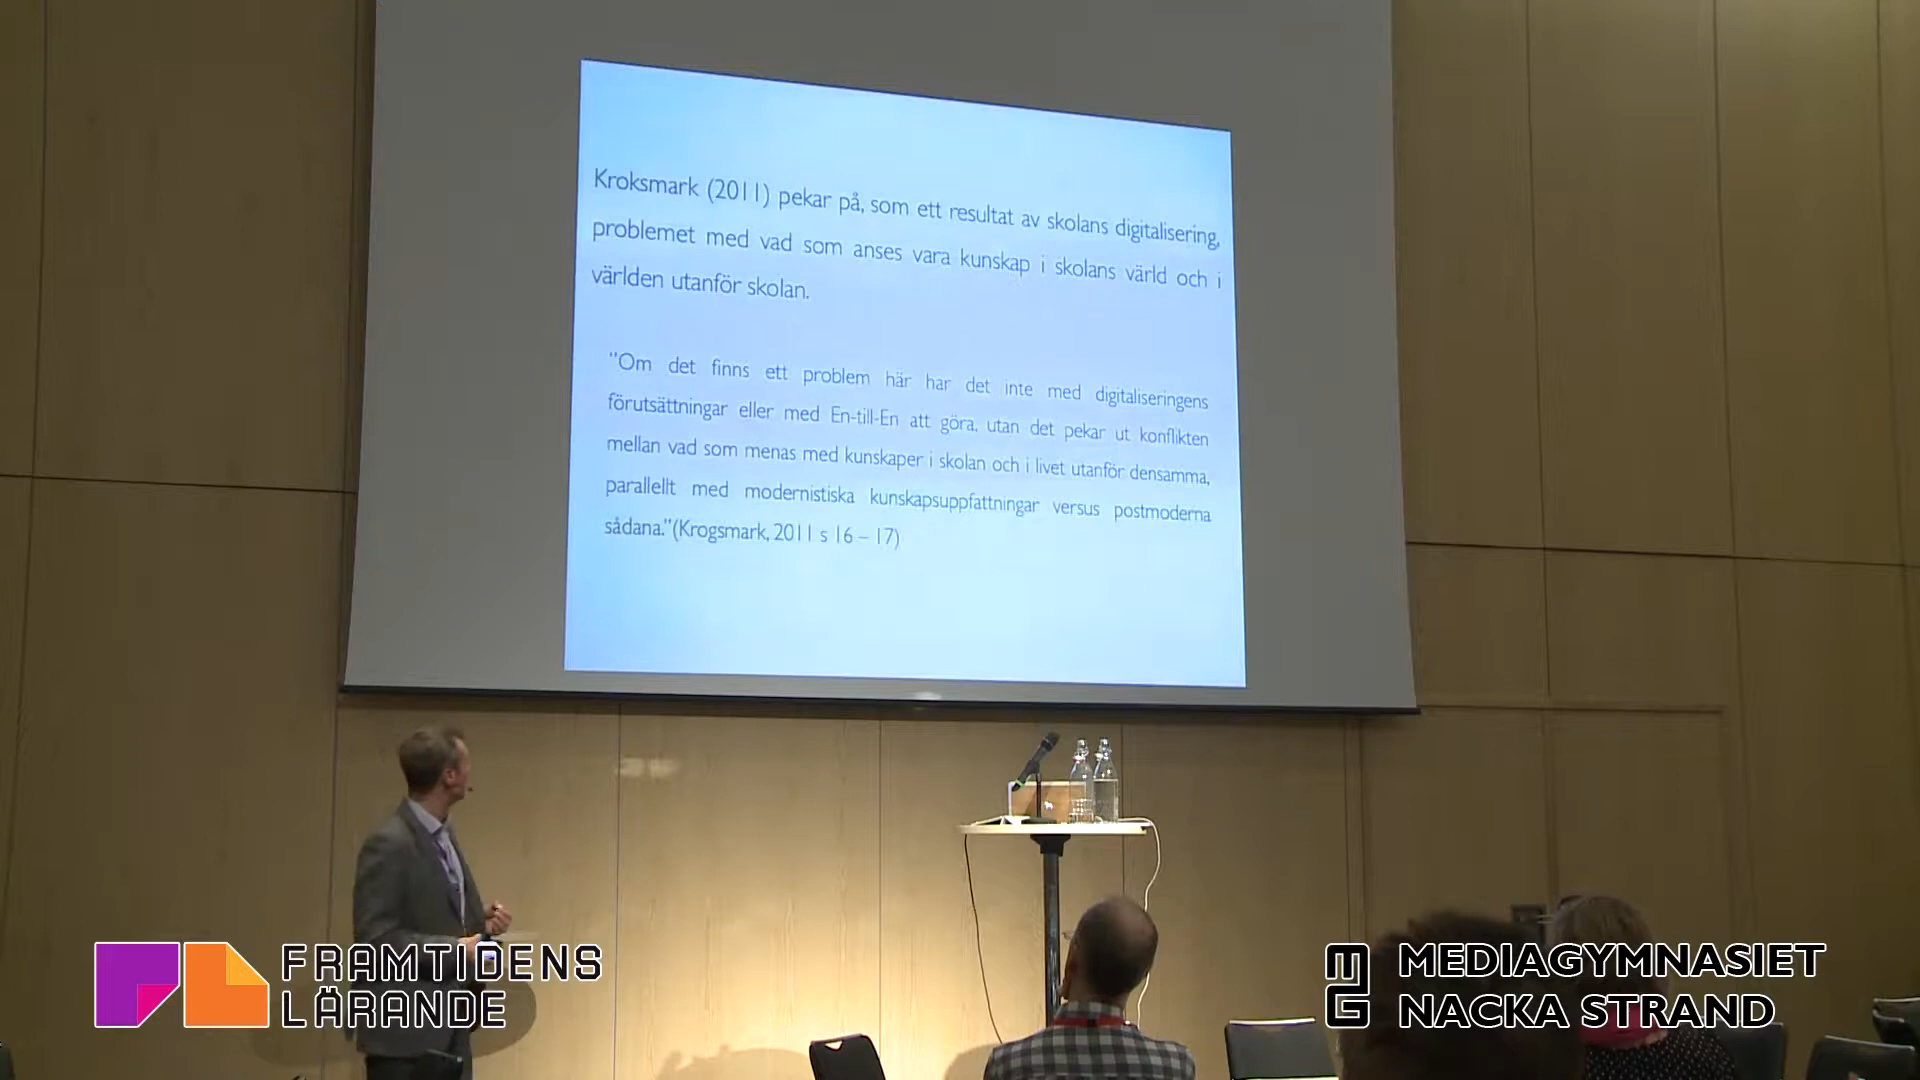 Kroksmark (2011) pekar på, som ett resultat av skolans digitalisering,
problemet med vad som anses vara kunskap i skolans värld och i
världen utanför skolan.
"Om det finns ett problem här har det inte med digitaliseringens
förutsättningar eller med En-till-En att göra, utan det pekar ut konflikten
mellan vad som menas med kunskaper i skolan och i livet utanför densamma,
parallellt med modernistiska kunskapsuppfattningar versus postmoderna
sådana."(Krogsmark, 2011 s 16 – 17)
FRAMTIDENS
LÄRANDE
MG
MEDIAGYMNASIET
NACKA STRAND